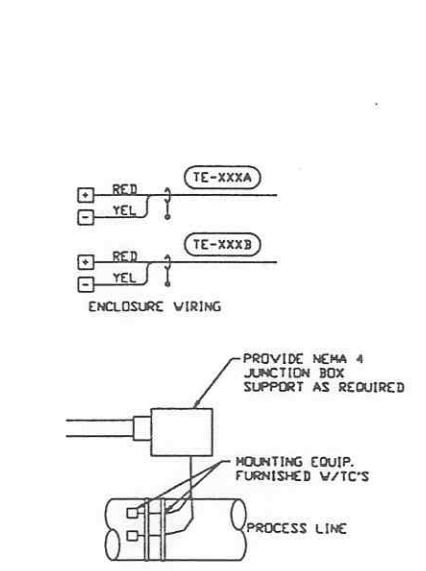 TE-XXXA
+ RED
- YEL
TE-XXXB
+ RED
- YEL
ENCLOSURE WIRING
PROVIDE NEMA 4
JUNCTION BOX
SUPPORT AS REQUIRED
MOUNTING EQUIP.
FURNISHED W/TC'S
PROCESS LINE